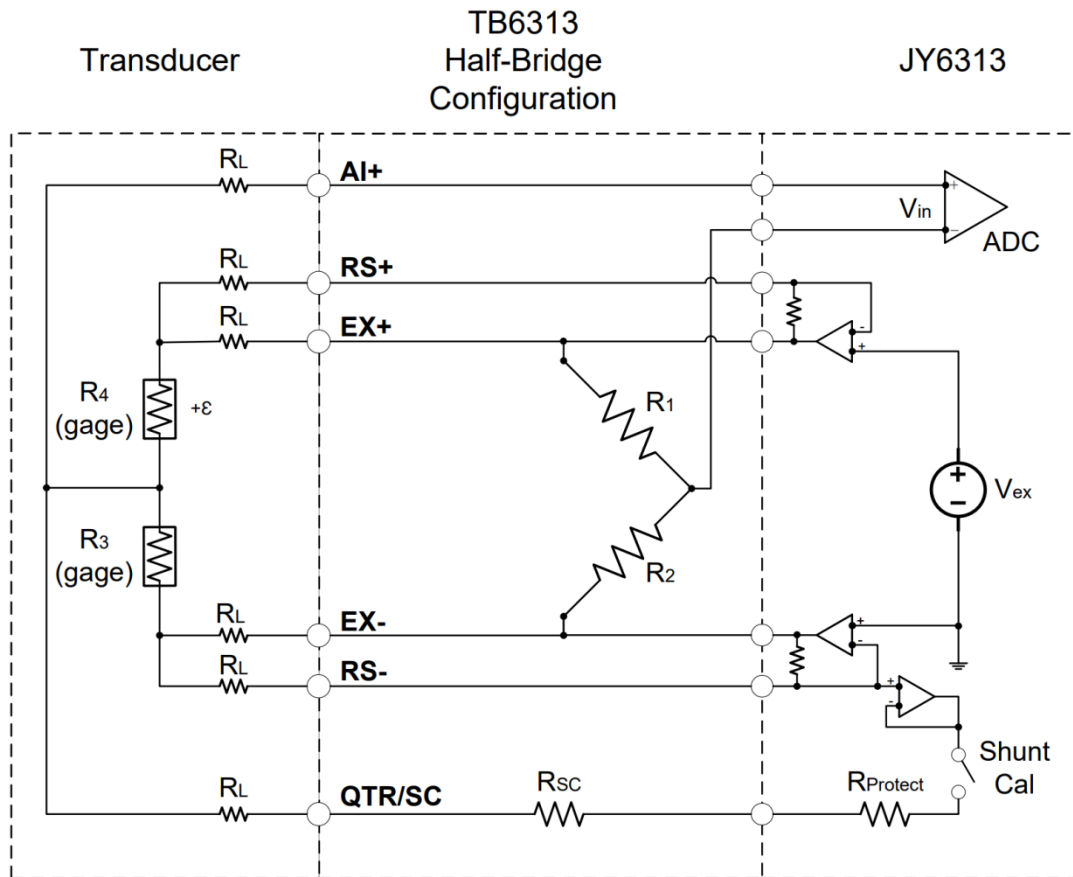 Transducer
TB6313
Half-Bridge
Configuration
JY6313
RL
AI+
Vin
+
−
ADC
RL
RS+
RL
EX+
-
+
R4
(gage)
+ε
R1
+
−
Vex
R3
(gage)
R2
RL
EX-
+
-
RL
RS-
+
-
Shunt
Cal
RL
QTR/SC
RSC
RProtect